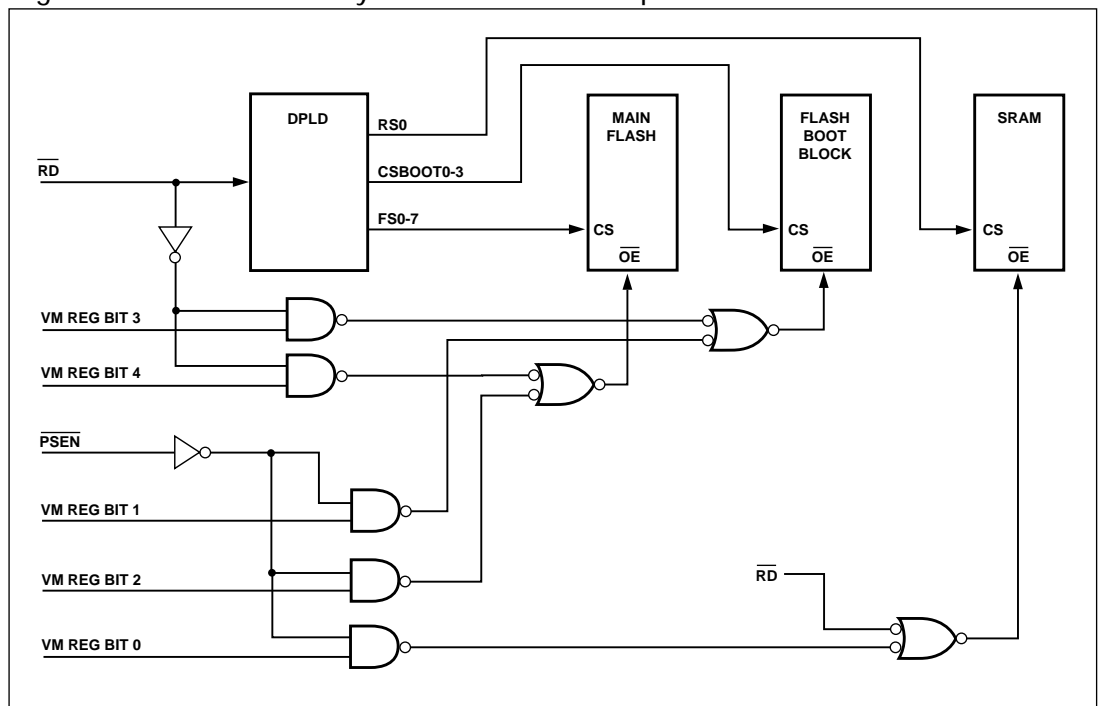 DPLD
RS0
CSBOOT0-3
FS0-7
MAIN
FLASH
CS
OE
FLASH
BOOT
BLOCK
CS
OE
SRAM
CS
OE
RD
VM REG BIT 3
VM REG BIT 4
PSEN
VM REG BIT 1
VM REG BIT 2
VM REG BIT 0
RD